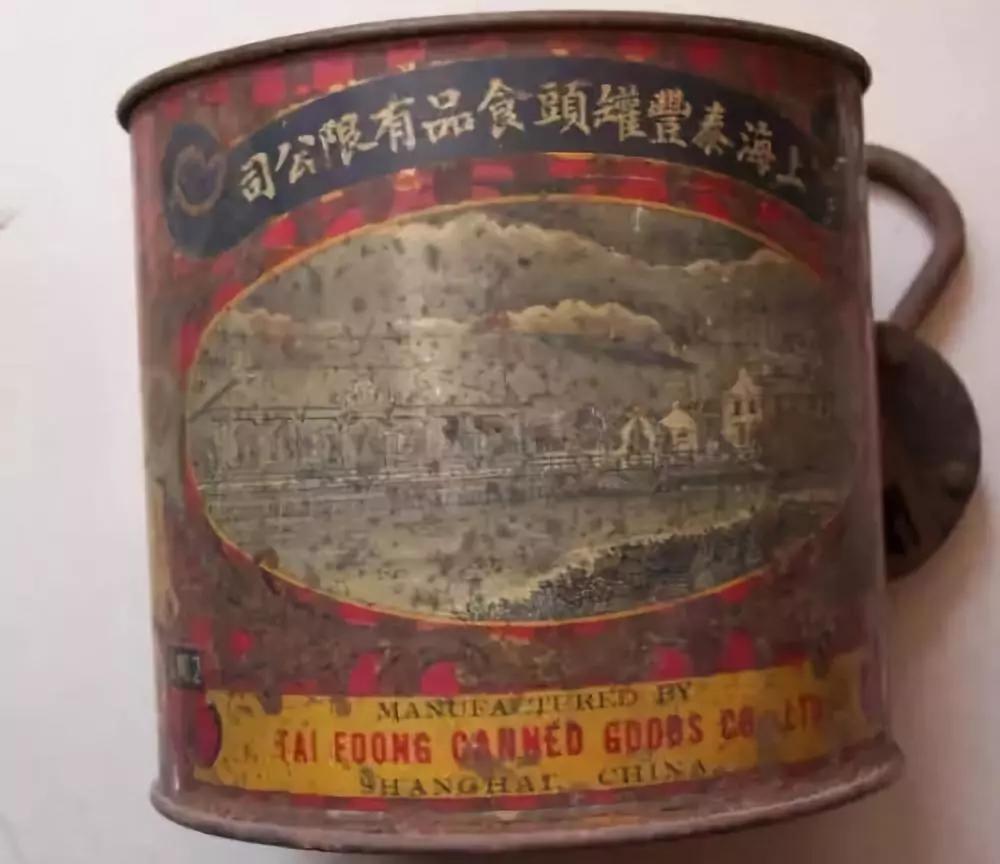 上海泰豐罐頭食品有限公司
MANUFACTURED BY
TAI FOONG CANNED GOODS CO. LTD
SHANGHAI, CHINA